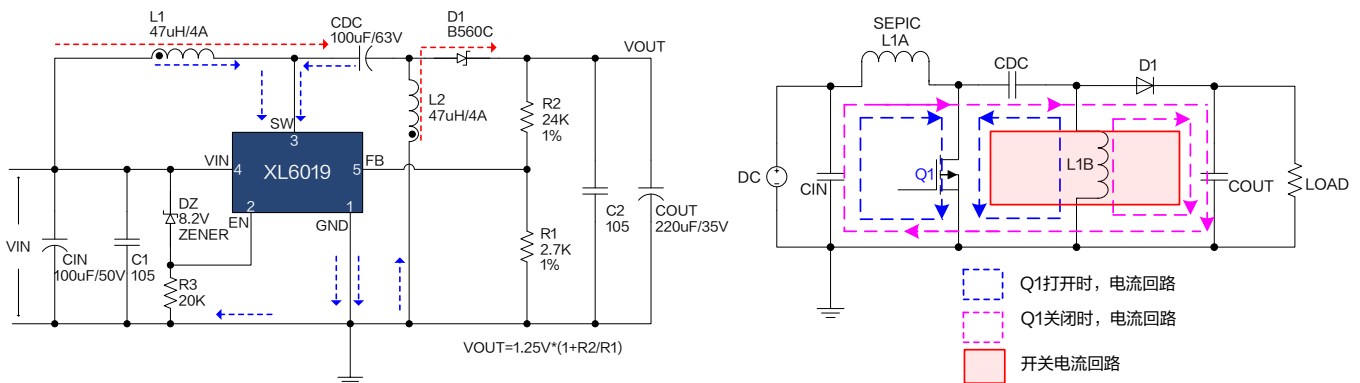 L1
47uH/4A
CDC
100uF/63V
D1
B560C
VOUT
L2
47uH/4A
R2
24K
1%
SW
3
VIN
4
XL6019
5
FB
2
EN
1
GND
DZ
8.2V
ZENER
VIN
CIN
100uF/50V
C1
105
R3
20K
R1
2.7K
1%
C2
105
COUT
220uF/35V
VOUT=1.25V*(1+R2/R1)
SEPIC
L1A
CDC
D1
DC
CIN
Q1
L1B
COUT
LOAD
Q1打开时，电流回路
Q1关闭时，电流回路
开关电流回路